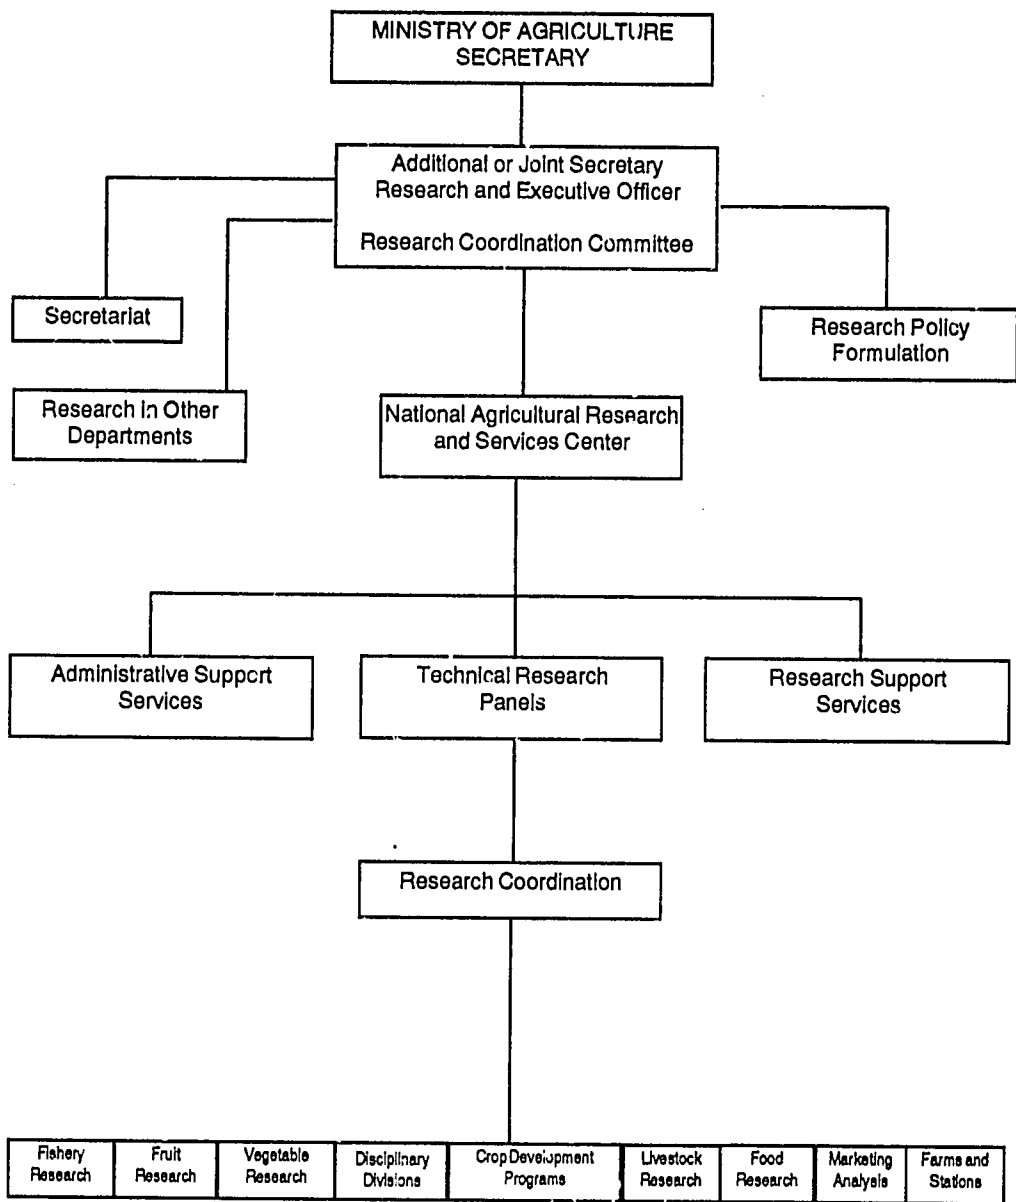 MINISTRY OF AGRICULTURE
SECRETARY
Additional or Joint Secretary
Research and Executive Officer
Research Coordination Committee
Secretariat
Research Policy
Formulation
Research in Other
Departments
National Agricultural Research
and Services Center
Administrative Support
Services
Technical Research
Panels
Research Support
Services
Research Coordination
Fishery
Research
Fruit
Research
Vegetable
Research
Disciplinary
Divisions
Crop Development
Programs
Livestock
Research
Food
Research
Marketing
Analysis
Farms and
Stations